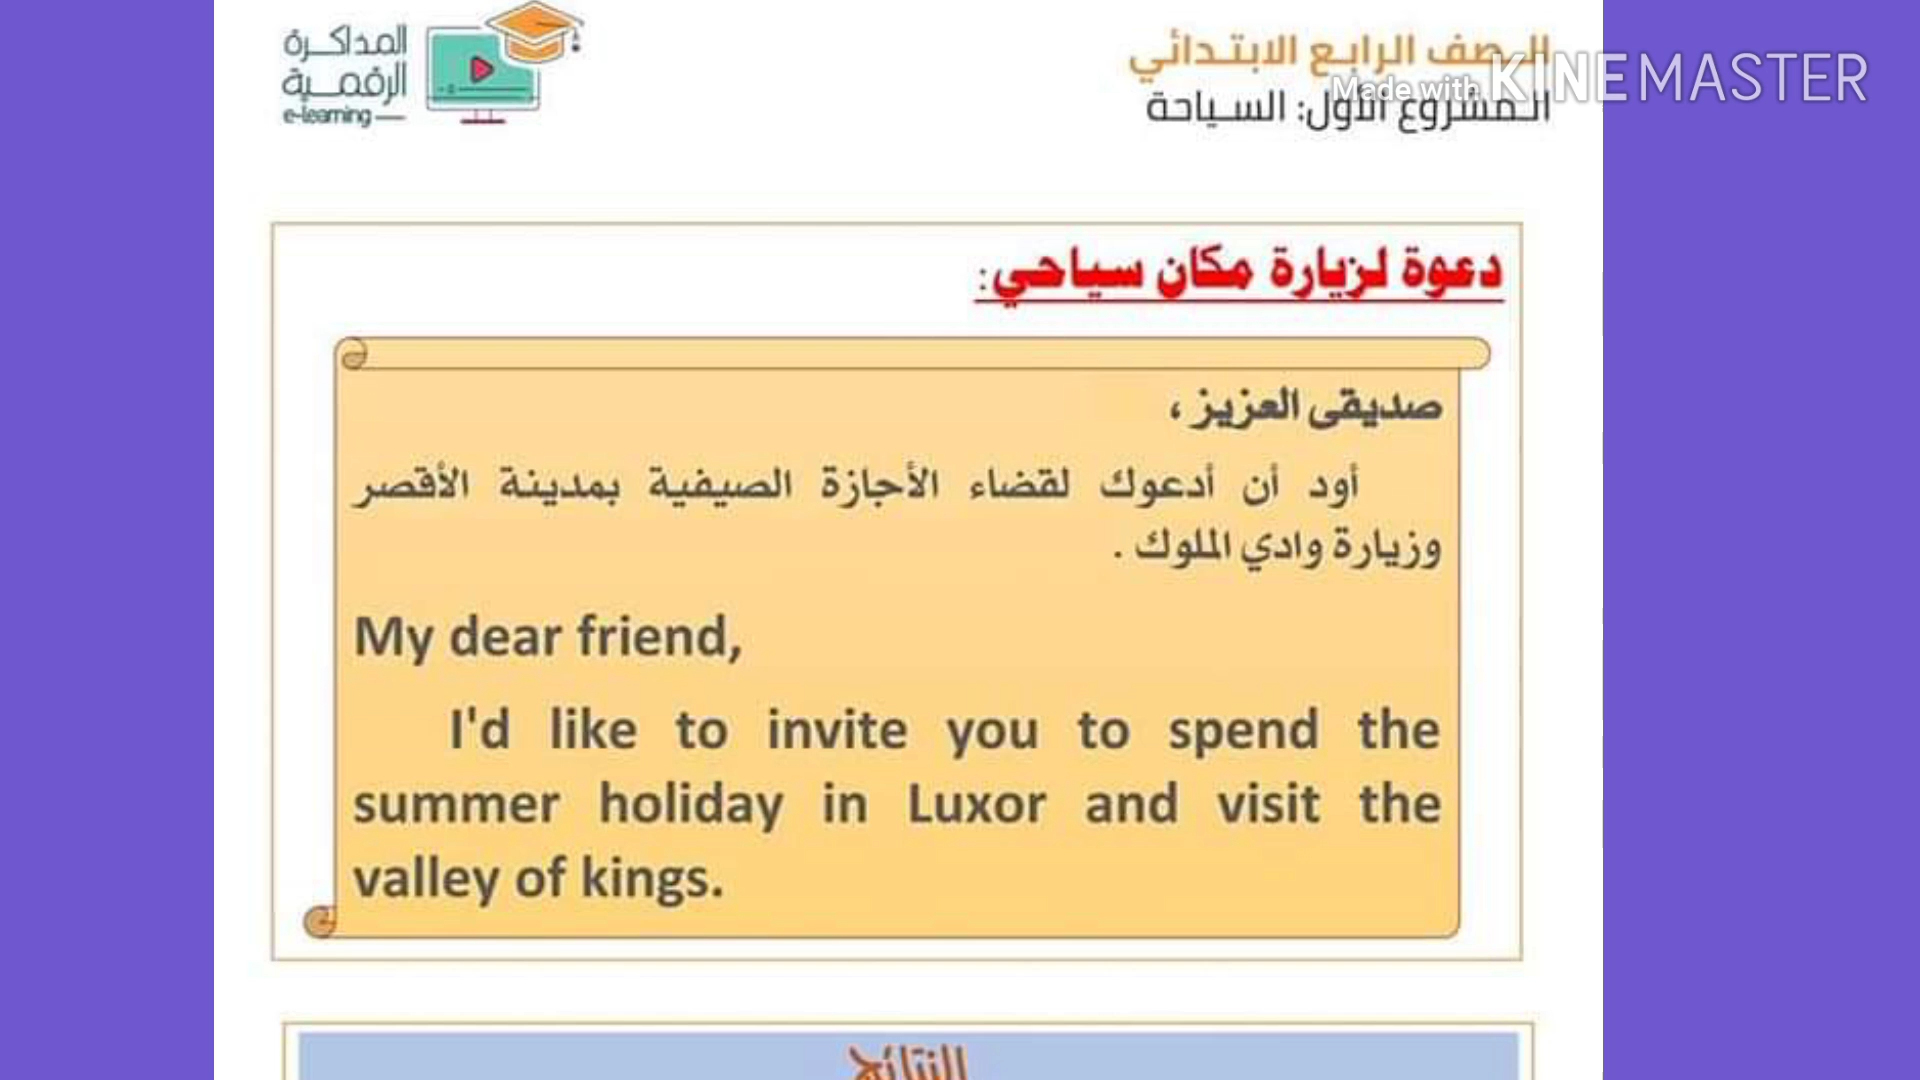 المذاكرة
الرقمية
e-learning
الصف الرابع الابتدائي
Made with KINEMASTER
المشروع الأول: السياحة
دعوة لزيارة مكان سياحي:
صديقى العزيز ،
أود أن أدعوك لقضاء الأجازة الصيفية بمدينة الأقصر
وزيارة وادي الملوك .
My dear friend,
I'd like to invite you to spend the
summer holiday in Luxor and visit the
valley of kings.
النتائج